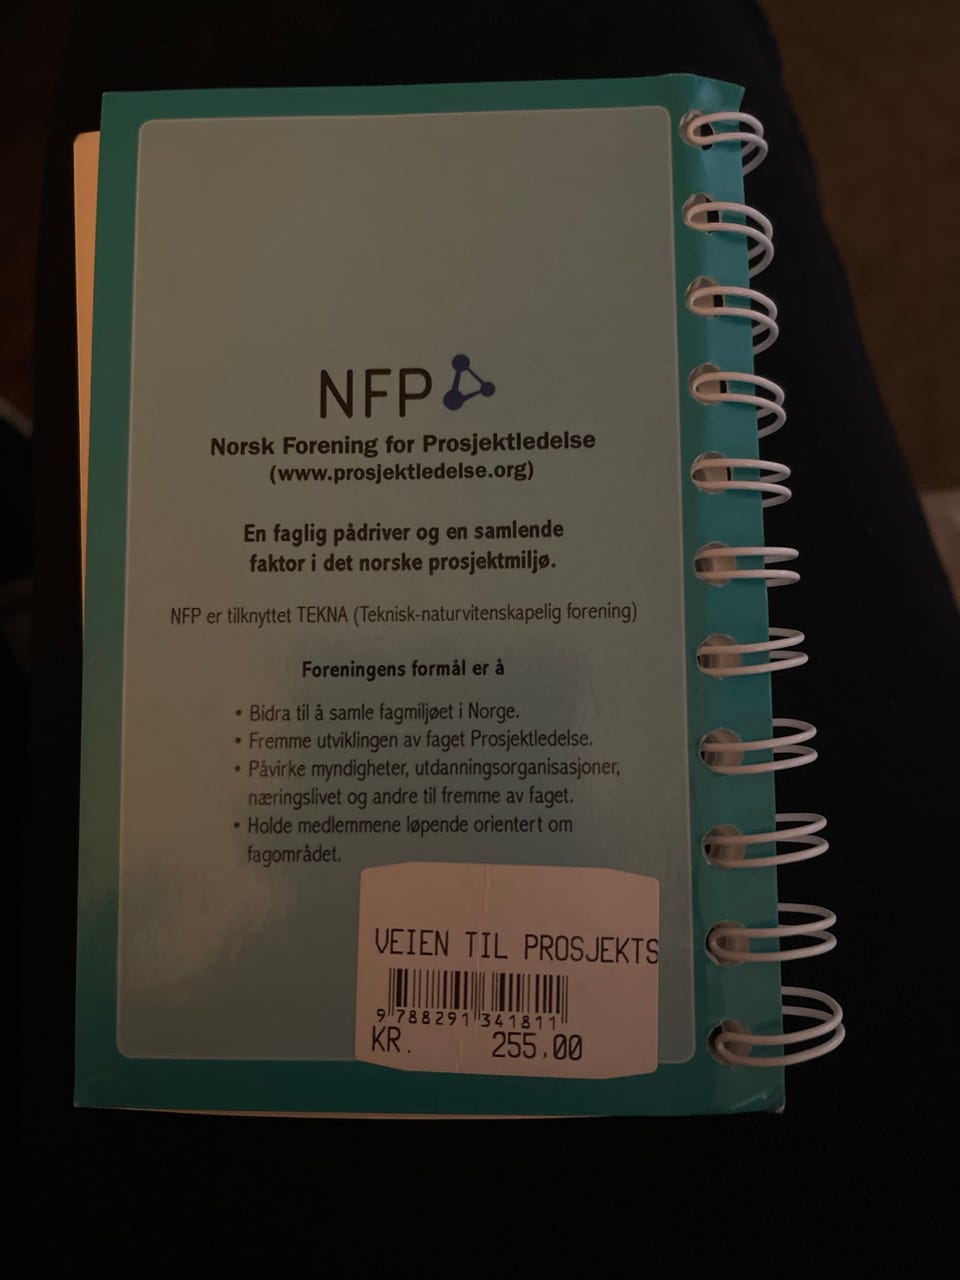 NFP
Norsk Forening for Prosjektledelse
(www.prosjektledelse.org)
En faglig pådriver og en samlende
faktor i det norske prosjektmiljø.
NFP er tilknyttet TEKNA (Teknisk-naturvitenskapelig forening)
Foreningens formål er å
• Bidra til å samle fagmiljøet i Norge.
• Fremme utviklingen av faget Prosjektledelse.
• Påvirke myndigheter, utdanningsorganisasjoner,
næringslivet og andre til fremme av faget.
• Holde medlemmene løpende orientert om
fagområdet.
VEIEN TIL PROSJEKTS
9 788291 341811
KR. 255.00